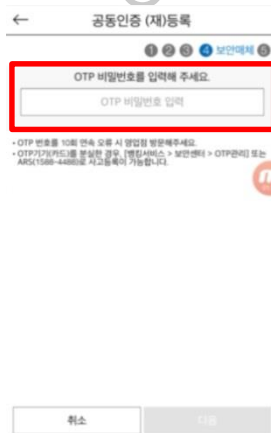 ← 공동인증 (재)등록
1 2 3 4 보안매체 5
OTP 비밀번호를 입력해 주세요.
OTP 비밀번호 입력
• OTP 번호를 10회 연속 오류 시 영업점 방문해주세요.
• OTP기기(카드)를 분실한 경우, [뱅킹서비스 > 보안센터 > OTP관리] 또는
ARS(1588-4488)로 사고등록이 가능합니다.
취소 다음